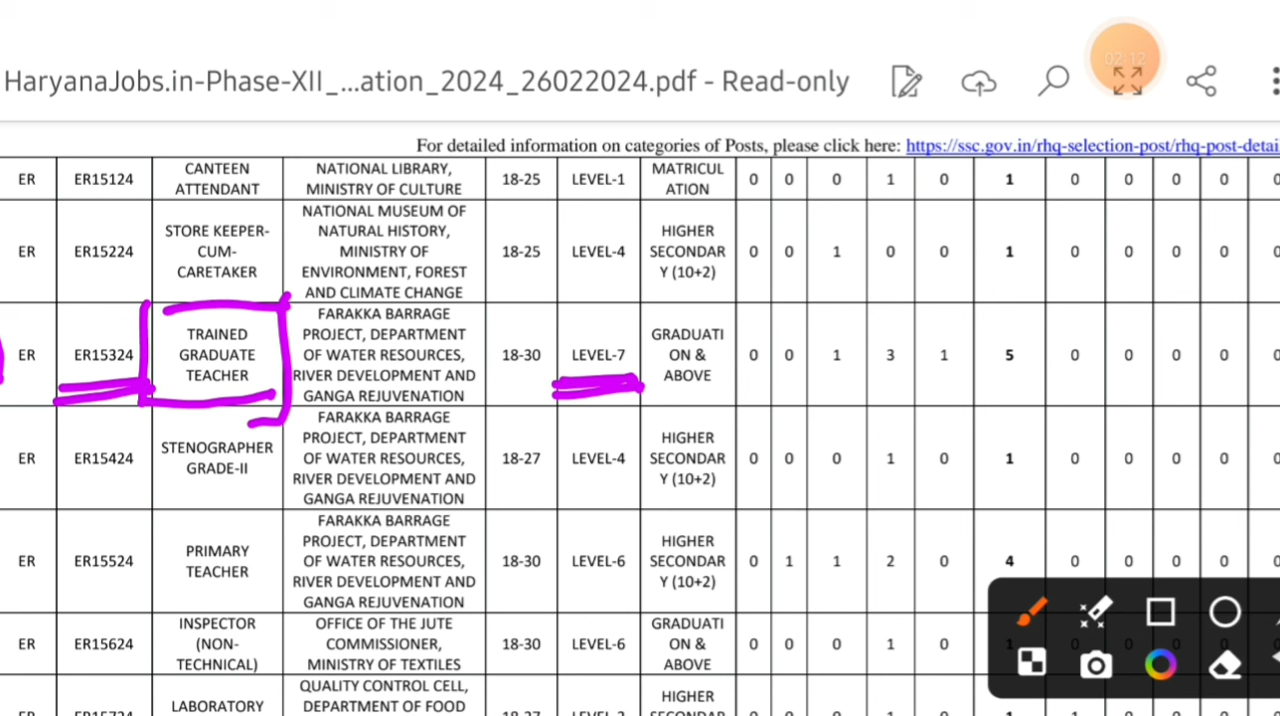 02:12
HaryanaJobs.in-Phase-XII_...ation_2024_26022024.pdf - Read-only
For detailed information on categories of Posts, please click here: https://ssc.gov.in/rhq-selection-post/rhq-post-detai
ER ER15124 CANTEEN ATTENDANT NATIONAL LIBRARY, MINISTRY OF CULTURE 18-25 LEVEL-1 MATRICUL ATION 0 0 0 1 0 1 0 0 0 0 0
ER ER15224 STORE KEEPER-CUM-CARETAKER NATIONAL MUSEUM OF NATURAL HISTORY, MINISTRY OF ENVIRONMENT, FOREST AND CLIMATE CHANGE 18-25 LEVEL-4 HIGHER SECONDAR Y (10+2) 0 0 1 0 0 1 0 0 0 0 0
ER ER15324 TRAINED GRADUATE TEACHER FARAKKA BARRAGE PROJECT, DEPARTMENT OF WATER RESOURCES, RIVER DEVELOPMENT AND GANGA REJUVENATION 18-30 LEVEL-7 GRADUATI ON & ABOVE 0 0 1 3 1 5 0 0 0 0 0
ER ER15424 STENOGRAPHER GRADE-II FARAKKA BARRAGE PROJECT, DEPARTMENT OF WATER RESOURCES, RIVER DEVELOPMENT AND GANGA REJUVENATION 18-27 LEVEL-4 HIGHER SECONDAR Y (10+2) 0 0 0 1 0 1 0 0 0 0 0
ER ER15524 PRIMARY TEACHER FARAKKA BARRAGE PROJECT, DEPARTMENT OF WATER RESOURCES, RIVER DEVELOPMENT AND GANGA REJUVENATION 18-30 LEVEL-6 HIGHER SECONDAR Y (10+2) 0 1 1 2 0 4 0 0 0 0 0
ER ER15624 INSPECTOR (NON-TECHNICAL) OFFICE OF THE JUTE COMMISSIONER, MINISTRY OF TEXTILES 18-30 LEVEL-6 GRADUATI ON & ABOVE 0 0 0 1 0 1
LABORATORY QUALITY CONTROL CELL, DEPARTMENT OF FOOD HIGHER